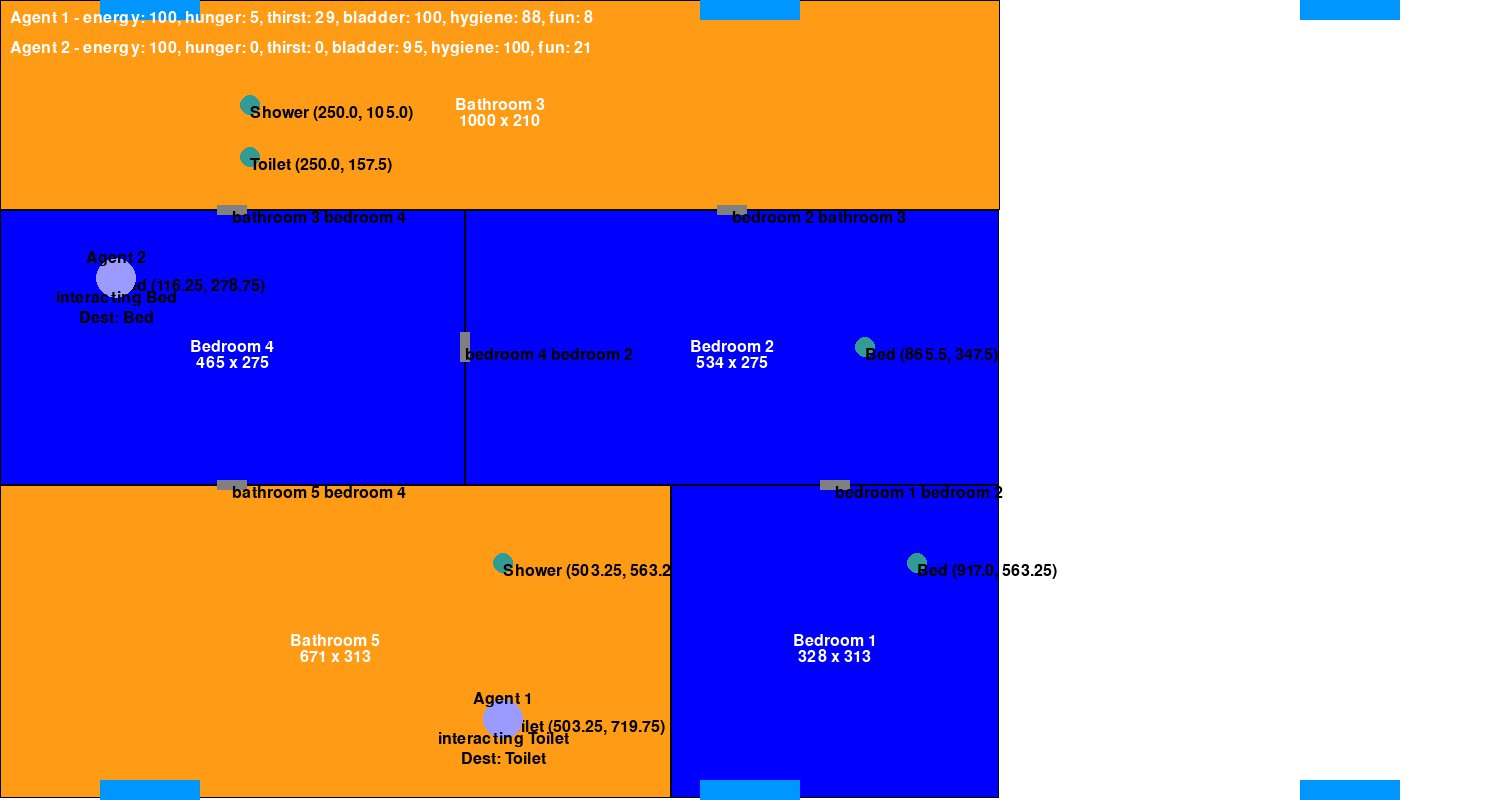 Agent 1 - energy: 100, hunger: 5, thirst: 29, bladder: 100, hygiene: 88, fun: 8
Agent 2 - energy: 100, hunger: 0, thirst: 0, bladder: 95, hygiene: 100, fun: 21
Shower (250.0, 105.0)
Bathroom 3
1000 x 210
Toilet (250.0, 157.5)
bathroom 3 bedroom 4
bedroom 2 bathroom 3
Agent 2
d (116.25, 278.75)
interacting Bed
Dest: Bed
Bedroom 4
465 x 275
bedroom 4 bedroom 2
Bedroom 2
534 x 275
Bed (865.5, 347.5)
bathroom 5 bedroom 4
bedroom 1 bedroom 2
Shower (503.25, 563.2
Bed (917.0, 563.25)
Bathroom 5
671 x 313
Bedroom 1
328 x 313
Agent 1
ilet (503.25, 719.75)
interacting Toilet
Dest: Toilet